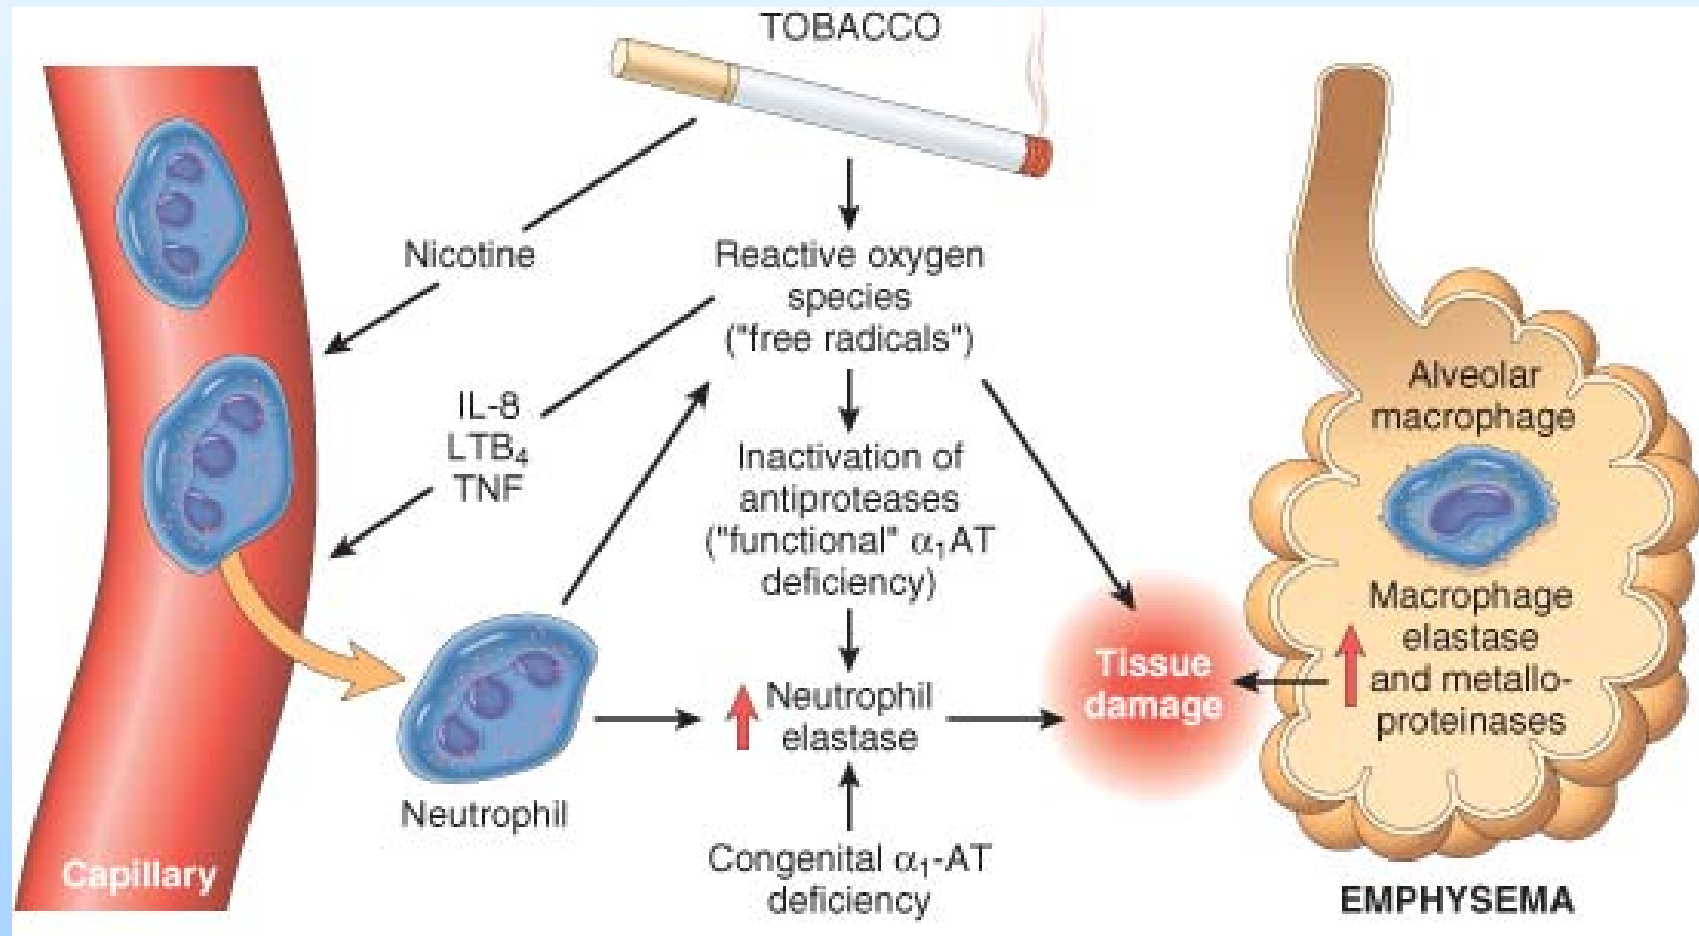 TOBACCO
Nicotine
Reactive oxygen
species
("free radicals")
IL-8
LTB₄
TNF
Inactivation of
antiproteases
("functional" α₁AT
deficiency)
Neutrophil
elastase
Neutrophil
Congenital α₁-AT
deficiency
Capillary
Tissue
damage
Alveolar
macrophage
Macrophage
elastase
and metallo-
proteinases
EMPHYSEMA